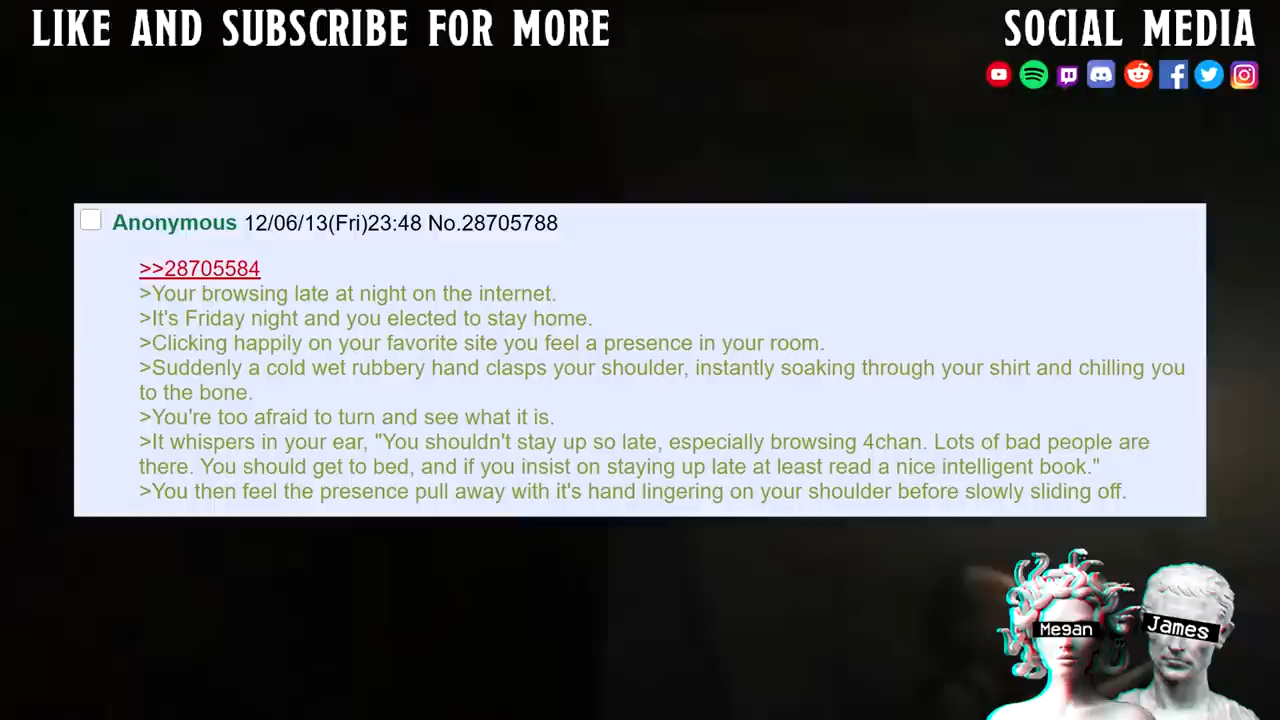 LIKE AND SUBSCRIBE FOR MORE
SOCIAL MEDIA
Anonymous 12/06/13(Fri)23:48 No.28705788
>>28705584
>Your browsing late at night on the internet.
>It's Friday night and you elected to stay home.
>Clicking happily on your favorite site you feel a presence in your room.
>Suddenly a cold wet rubbery hand clasps your shoulder, instantly soaking through your shirt and chilling you
to the bone.
>You're too afraid to turn and see what it is.
>It whispers in your ear, "You shouldn't stay up so late, especially browsing 4chan. Lots of bad people are
there. You should get to bed, and if you insist on staying up late at least read a nice intelligent book."
>You then feel the presence pull away with it's hand lingering on your shoulder before slowly sliding off.
Megan
James